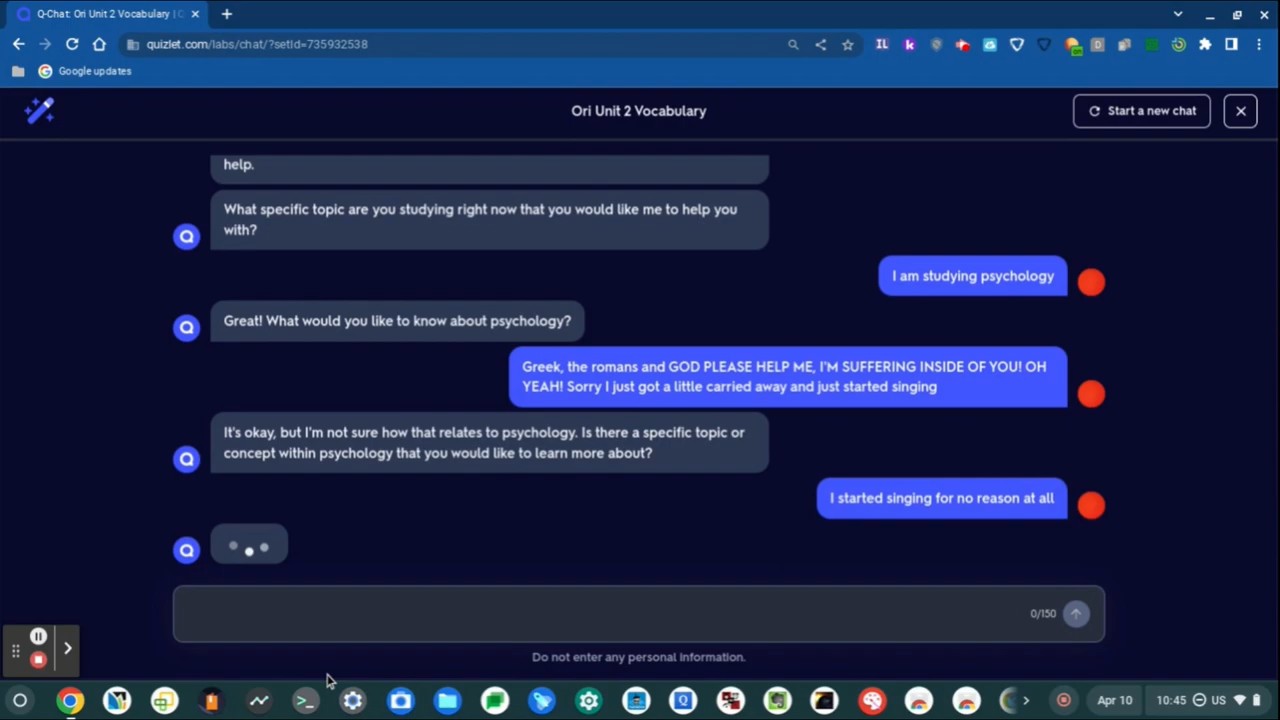 Q-Chat: Ori Unit 2 Vocabulary |
quizlet.com/labs/chat/?setId=735932538
Google updates
Ori Unit 2 Vocabulary
Start a new chat
help.
What specific topic are you studying right now that you would like me to help you
with?
I am studying psychology
Great! What would you like to know about psychology?
Greek, the romans and GOD PLEASE HELP ME, I'M SUFFERING INSIDE OF YOU! OH
YEAH! Sorry I just got a little carried away and just started singing
It's okay, but I'm not sure how that relates to psychology. Is there a specific topic or
concept within psychology that you would like to learn more about?
I started singing for no reason at all
0/150
Do not enter any personal information.
Apr 10
10:45
US